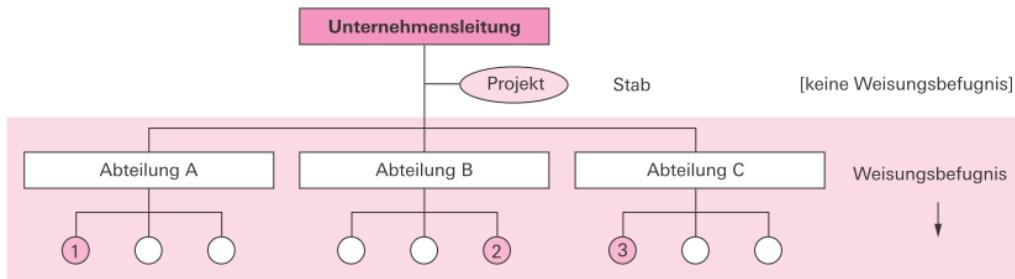 Unternehmensleitung
Projekt Stab [keine Weisungsbefugnis]
Abteilung A Abteilung B Abteilung C Weisungsbefugnis
1 2 3